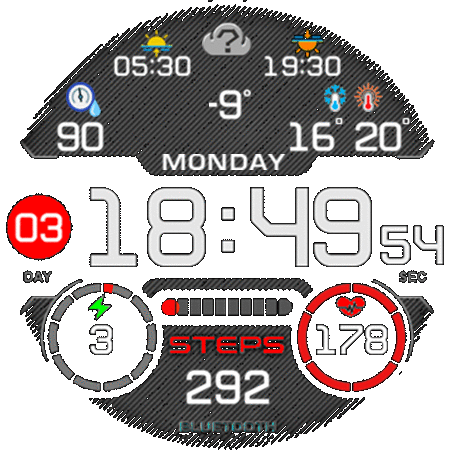 05:30 19:30
-9°
90 16° 20°
MONDAY
03 18:49 54
DAY SEC
3 178
STEPS
292
BLUETOOTH